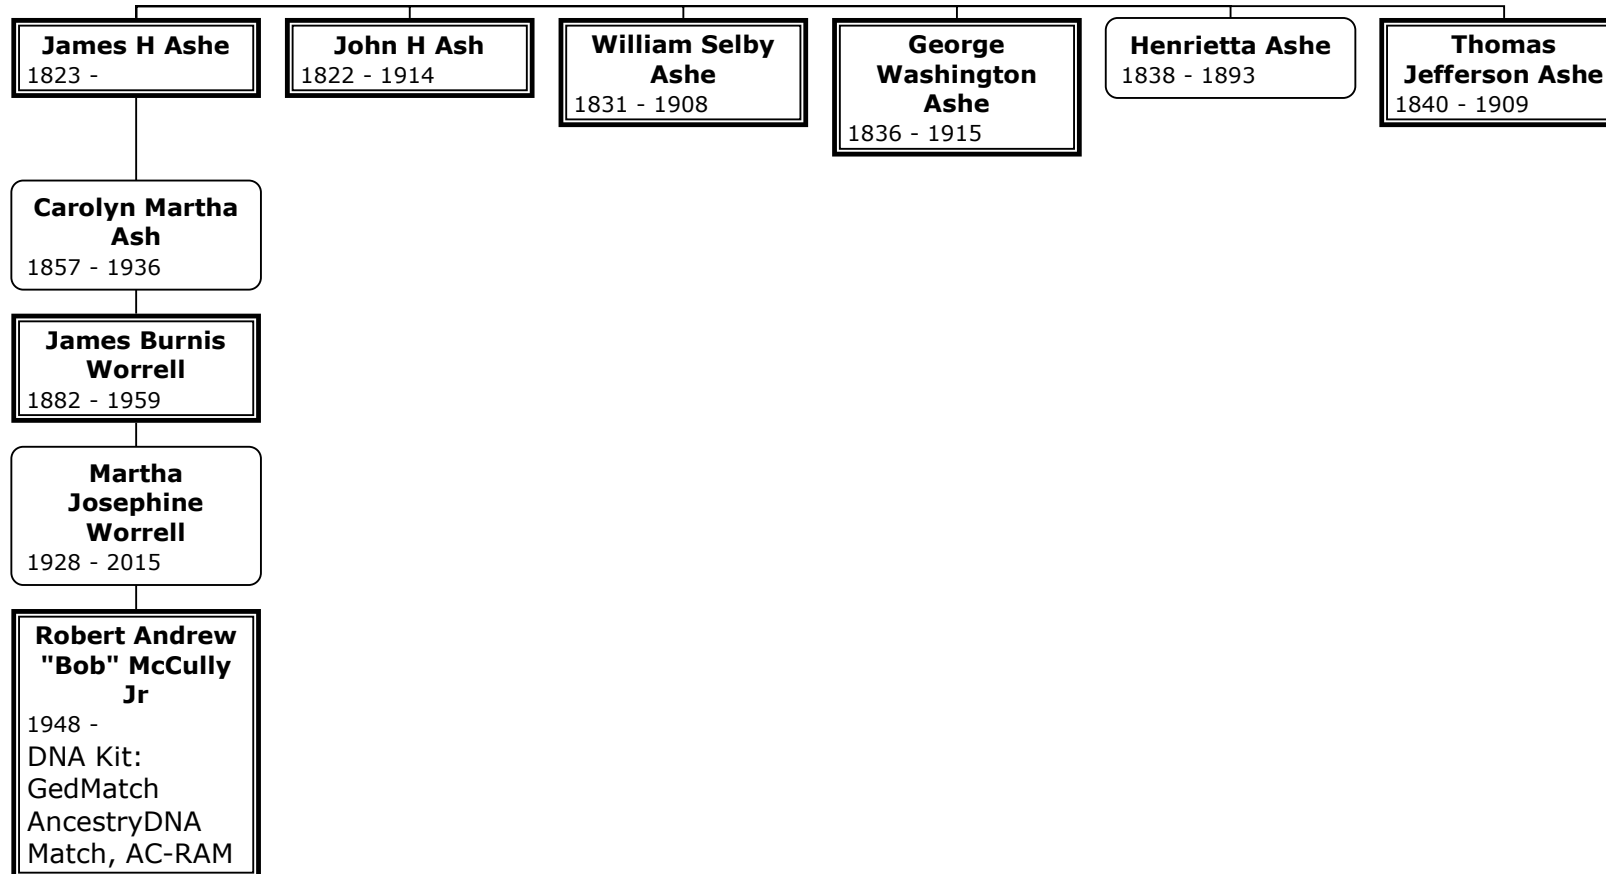 James H Ashe
1823 -
John H Ash
1822 - 1914
William Selby
Ashe
1831 - 1908
George
Washington
Ashe
1836 - 1915
Henrietta Ashe
1838 - 1893
Thomas
Jefferson Ashe
1840 - 1909
Carolyn Martha
Ash
1857 - 1936
James Burnis
Worrell
1882 - 1959
Martha
Josephine
Worrell
1928 - 2015
Robert Andrew
"Bob" McCully
Jr
1948 -
DNA Kit:
GedMatch
AncestryDNA
Match, AC-RAM